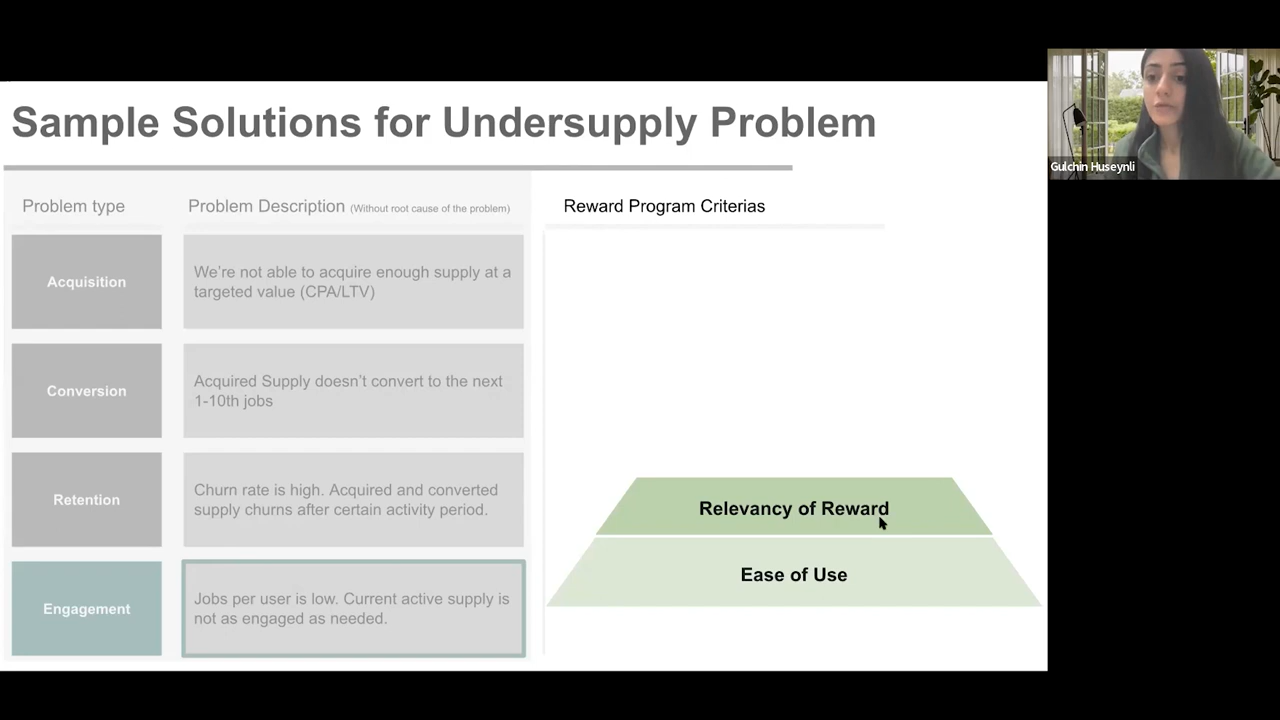 Sample Solutions for Undersupply Problem
Gulchin Huseynli
Problem type
Problem Description (Without root cause of the problem)
Reward Program Criterias
Acquisition
We're not able to acquire enough supply at a
targeted value (CPA/LTV)
Conversion
Acquired Supply doesn't convert to the next
1-10th jobs
Retention
Churn rate is high. Acquired and converted
supply churns after certain activity period.
Engagement
Jobs per user is low. Current active supply is
not as engaged as needed.
Relevancy of Reward
Ease of Use